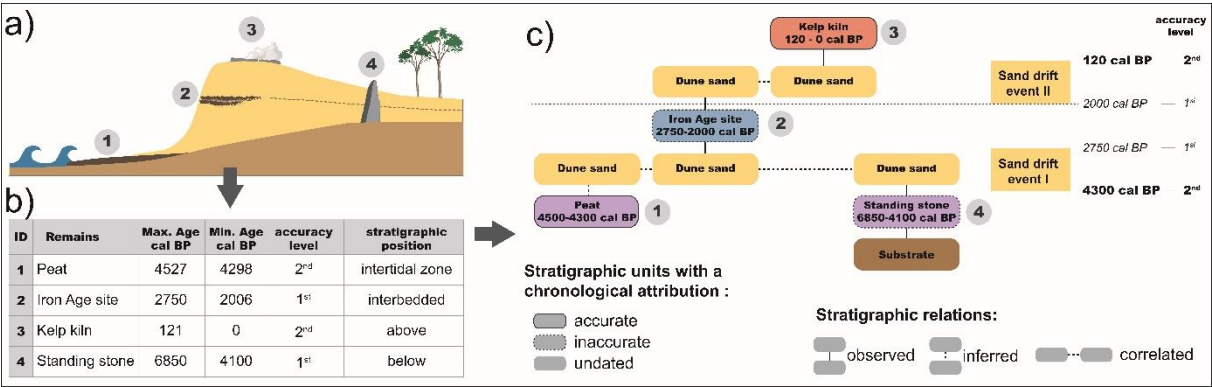 a)
3
4
2
1
b)
ID Remains Max. Age cal BP Min. Age cal BP accuracy level stratigraphic position
1 Peat 4527 4298 2nd intertidal zone
2 Iron Age site 2750 2006 1st interbedded
3 Kelp kiln 121 0 2nd above
4 Standing stone 6850 4100 1st below
c)
Kelp kiln
120 - 0 cal BP
3
accuracy
level
120 cal BP 2nd
Dune sand Dune sand
Sand drift
event II
2000 cal BP 1st
Iron Age site
2750-2000 cal BP
2
2750 cal BP 1st
Dune sand Dune sand Dune sand
Sand drift
event I
4300 cal BP 2nd
Peat
4500-4300 cal BP
1
Standing stone
6850-4100 cal BP
4
Substrate
Stratigraphic units with a
chronological attribution :
accurate
inaccurate
undated
Stratigraphic relations:
observed inferred correlated